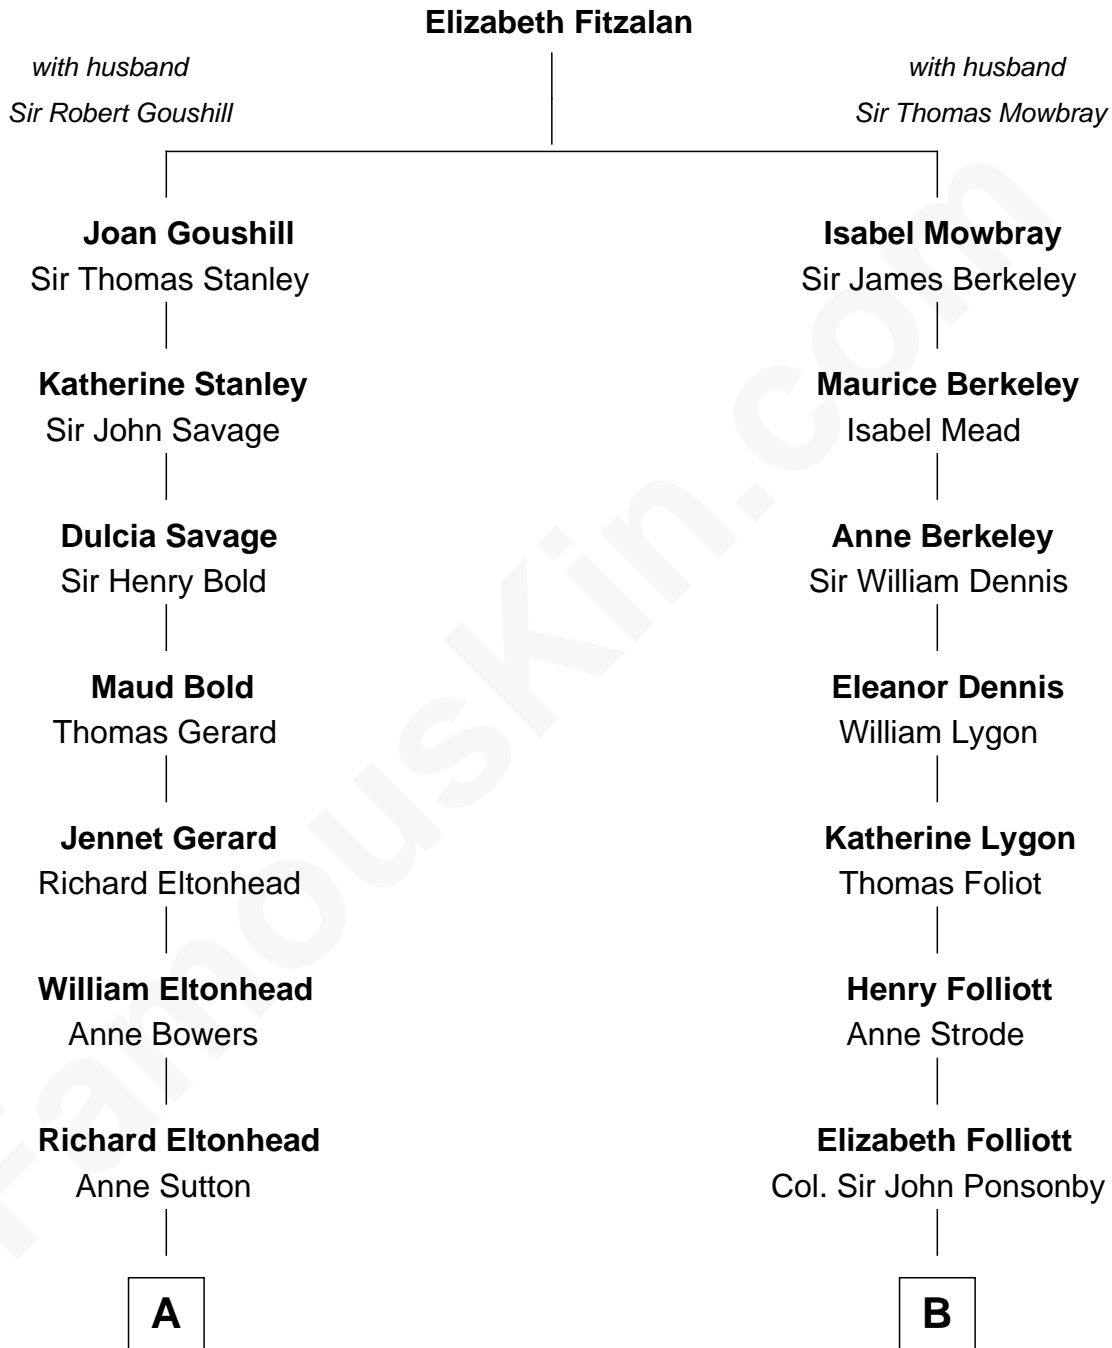 Elizabeth Fitzalan
with husband
Sir Robert Goushill
with husband
Sir Thomas Mowbray
Joan Goushill
Sir Thomas Stanley
Isabel Mowbray
Sir James Berkeley
Katherine Stanley
Sir John Savage
Maurice Berkeley
Isabel Mead
Dulcia Savage
Sir Henry Bold
Anne Berkeley
Sir William Dennis
Maud Bold
Thomas Gerard
Eleanor Dennis
William Lygon
Jennet Gerard
Richard Eltonhead
Katherine Lygon
Thomas Foliot
William Eltonhead
Anne Bowers
Henry Folliott
Anne Strode
Richard Eltonhead
Anne Sutton
Elizabeth Folliott
Col. Sir John Ponsonby
A
B
FamousKin.com